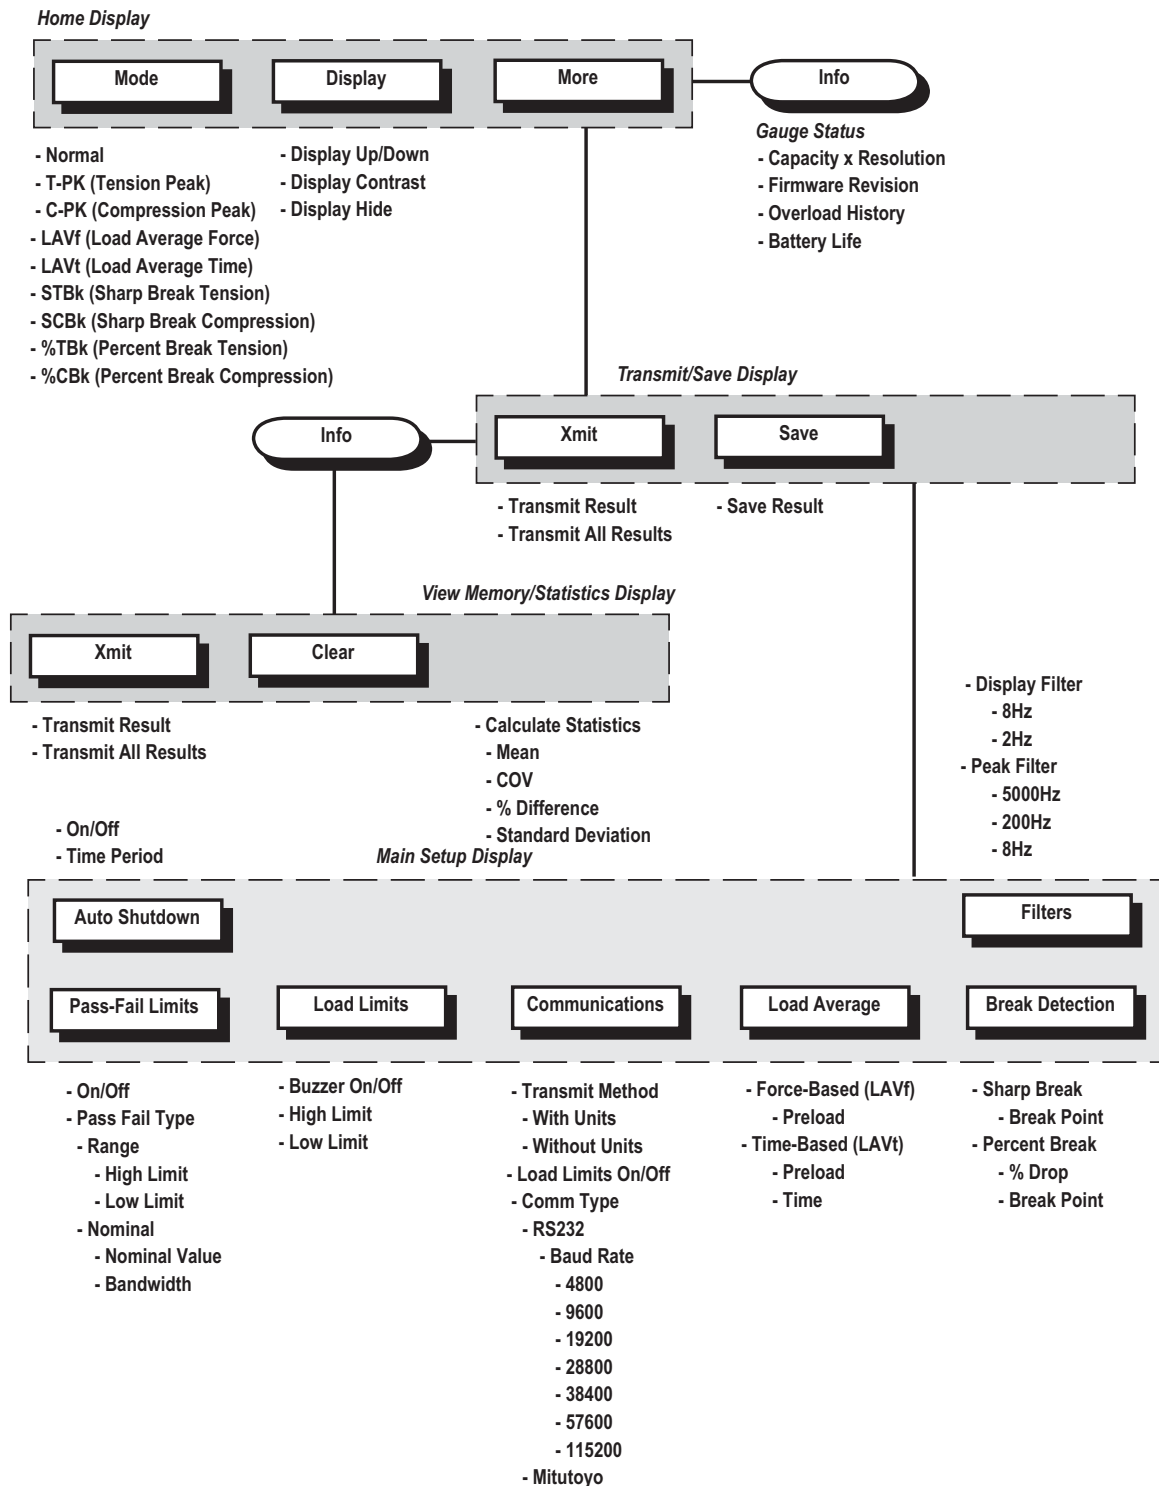 Home Display
Mode
Display
More
Info
- Normal
- T-PK (Tension Peak)
- C-PK (Compression Peak)
- LAVf (Load Average Force)
- LAVt (Load Average Time)
- STBk (Sharp Break Tension)
- SCBk (Sharp Break Compression)
- %TBk (Percent Break Tension)
- %CBk (Percent Break Compression)
- Display Up/Down
- Display Contrast
- Display Hide
Gauge Status
- Capacity x Resolution
- Firmware Revision
- Overload History
- Battery Life
Transmit/Save Display
Info
Xmit
Save
- Transmit Result
- Transmit All Results
- Save Result
View Memory/Statistics Display
Xmit
Clear
- Transmit Result
- Transmit All Results
- Calculate Statistics
- Mean
- COV
- % Difference
- Standard Deviation
- Display Filter
- 8Hz
- 2Hz
- Peak Filter
- 5000Hz
- 200Hz
- 8Hz
- On/Off
- Time Period
Main Setup Display
Auto Shutdown
Filters
Pass-Fail Limits
Load Limits
Communications
Load Average
Break Detection
- On/Off
- Pass Fail Type
- Range
- High Limit
- Low Limit
- Nominal
- Nominal Value
- Bandwidth
- Buzzer On/Off
- High Limit
- Low Limit
- Transmit Method
- With Units
- Without Units
- Load Limits On/Off
- Comm Type
- RS232
- Baud Rate
- 4800
- 9600
- 19200
- 28800
- 38400
- 57600
- 115200
- Mitutoyo
- Force-Based (LAVf)
- Preload
- Time-Based (LAVt)
- Preload
- Time
- Sharp Break
- Break Point
- Percent Break
- % Drop
- Break Point